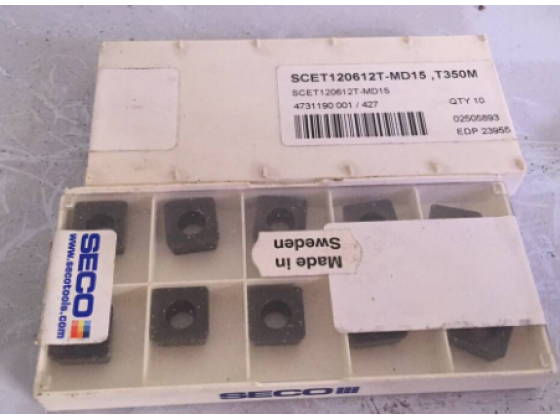 SCET120612T-MD15 ,T350M
SCET120612T-MD15
4731190 001 / 427
QTY 10
02505893
EDP 23955
SECO
www.secotools.com
Made in
Sweden
SECO